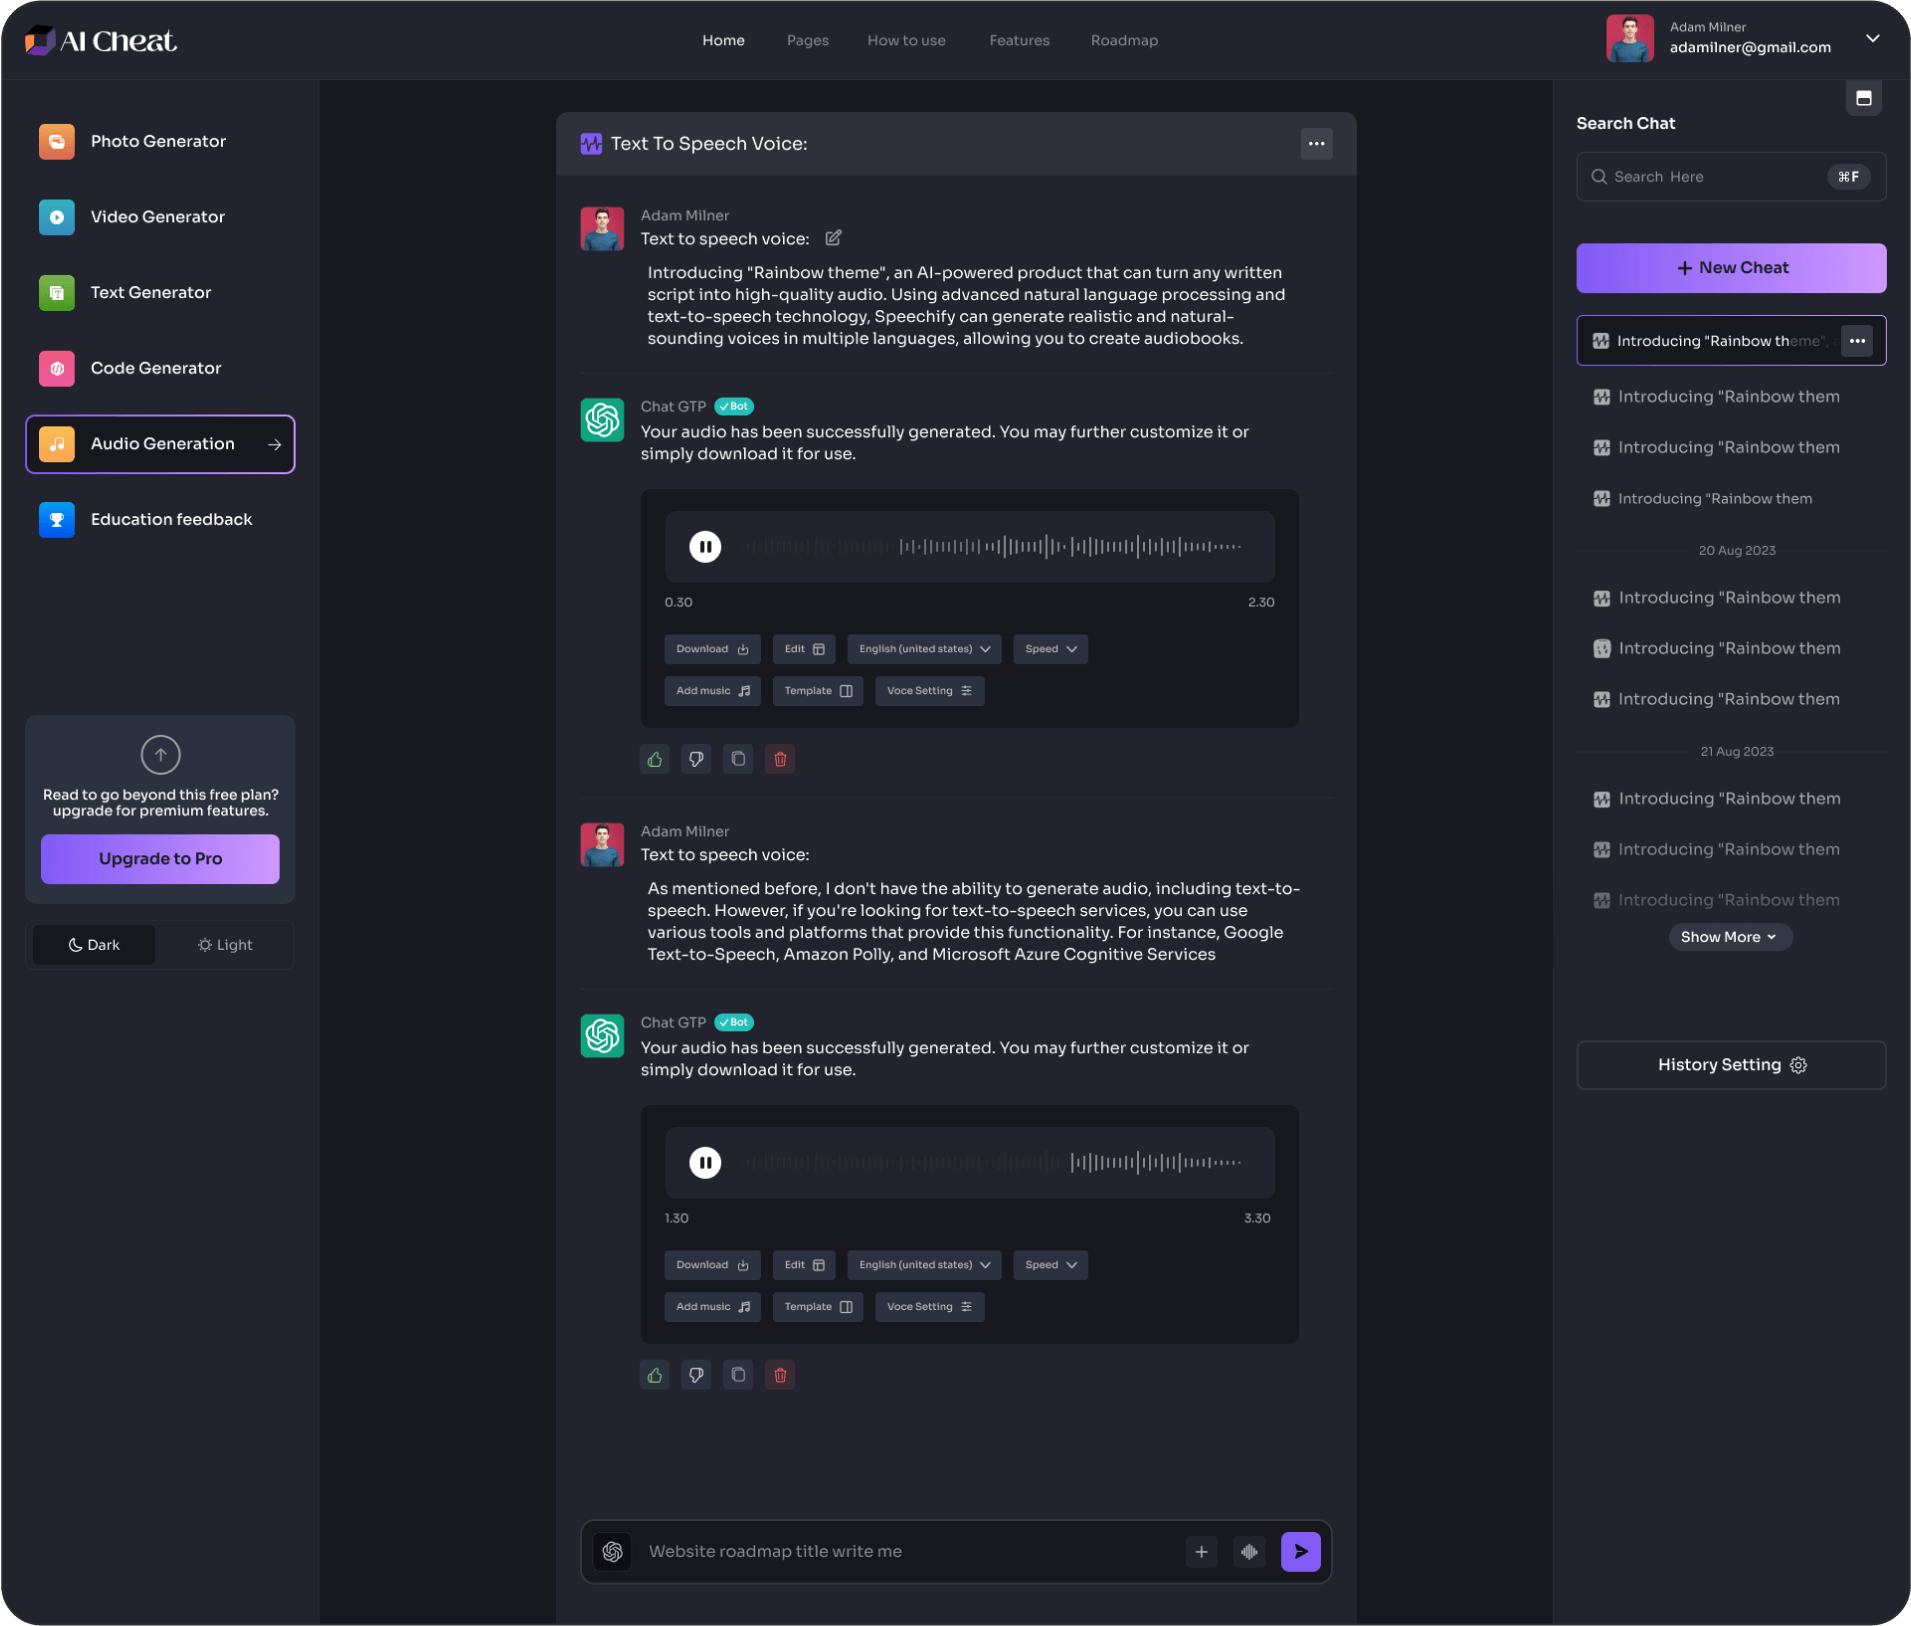 AI Cheat
Home
Pages
How to use
Features
Roadmap
Adam Milner
adamilner@gmail.com
Photo Generator
Video Generator
Text Generator
Code Generator
Audio Generation
Education feedback
Read to go beyond this free plan?
upgrade for premium features.
Upgrade to Pro
Dark
Light
Text To Speech Voice:
Adam Milner
Text to speech voice:
Introducing "Rainbow theme", an AI-powered product that can turn any written
script into high-quality audio. Using advanced natural language processing and
text-to-speech technology, Speechify can generate realistic and natural-
sounding voices in multiple languages, allowing you to create audiobooks.
Chat GTP Bot
Your audio has been successfully generated. You may further customize it or
simply download it for use.
0.30
2.30
Download
Edit
English (united states)
Speed
Add music
Template
Voce Setting
Adam Milner
Text to speech voice:
As mentioned before, I don't have the ability to generate audio, including text-to-
speech. However, if you're looking for text-to-speech services, you can use
various tools and platforms that provide this functionality. For instance, Google
Text-to-Speech, Amazon Polly, and Microsoft Azure Cognitive Services
Chat GTP Bot
Your audio has been successfully generated. You may further customize it or
simply download it for use.
1.30
3.30
Download
Edit
English (united states)
Speed
Add music
Template
Voce Setting
Website roadmap title write me
Search Chat
Search Here
⌘F
+ New Cheat
Introducing "Rainbow theme",
Introducing "Rainbow them
Introducing "Rainbow them
Introducing "Rainbow them
20 Aug 2023
Introducing "Rainbow them
Introducing "Rainbow them
Introducing "Rainbow them
21 Aug 2023
Introducing "Rainbow them
Introducing "Rainbow them
Introducing "Rainbow them
Show More
History Setting